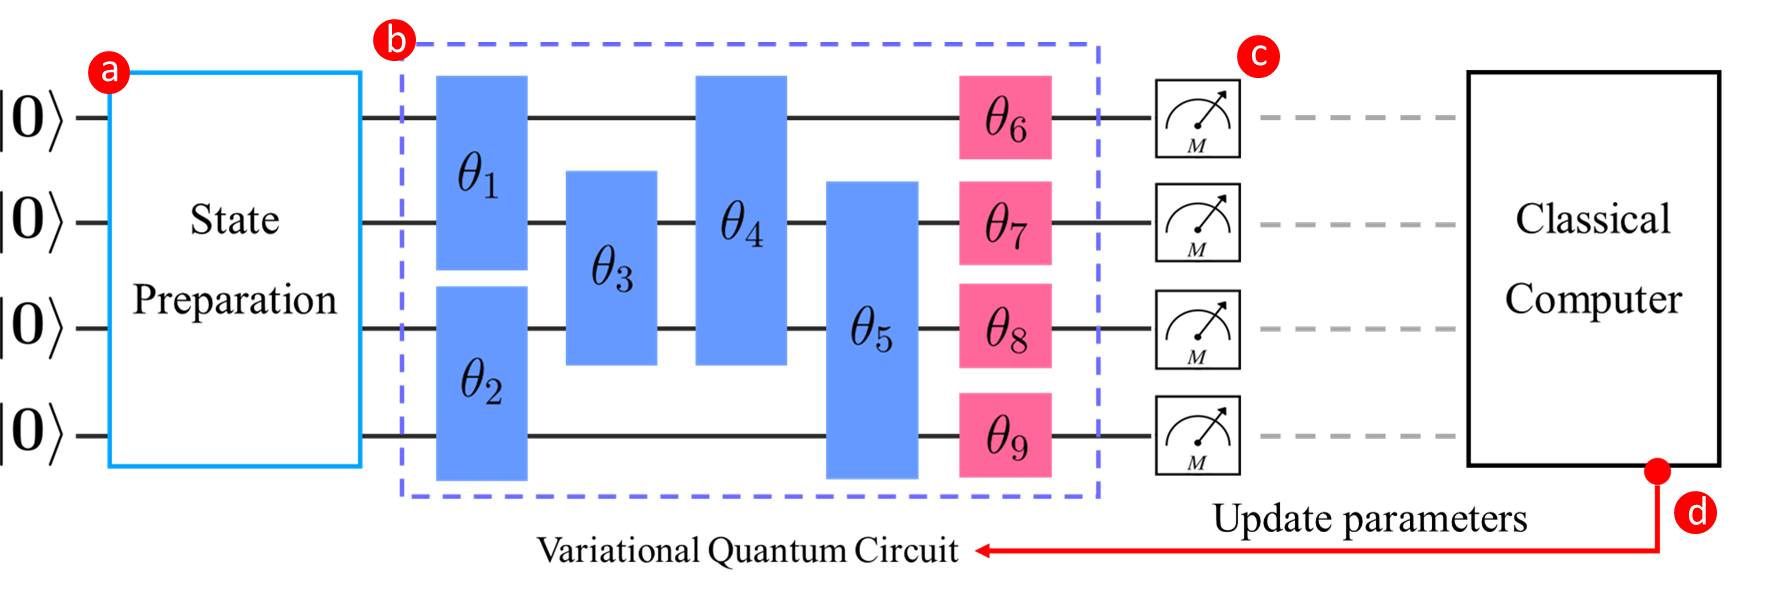 a
b
c
|0⟩
|0⟩
|0⟩
|0⟩
State
Preparation
θ1
θ2
θ3
θ4
θ5
θ6
θ7
θ8
θ9
M
M
M
M
Classical
Computer
d
Update parameters
Variational Quantum Circuit